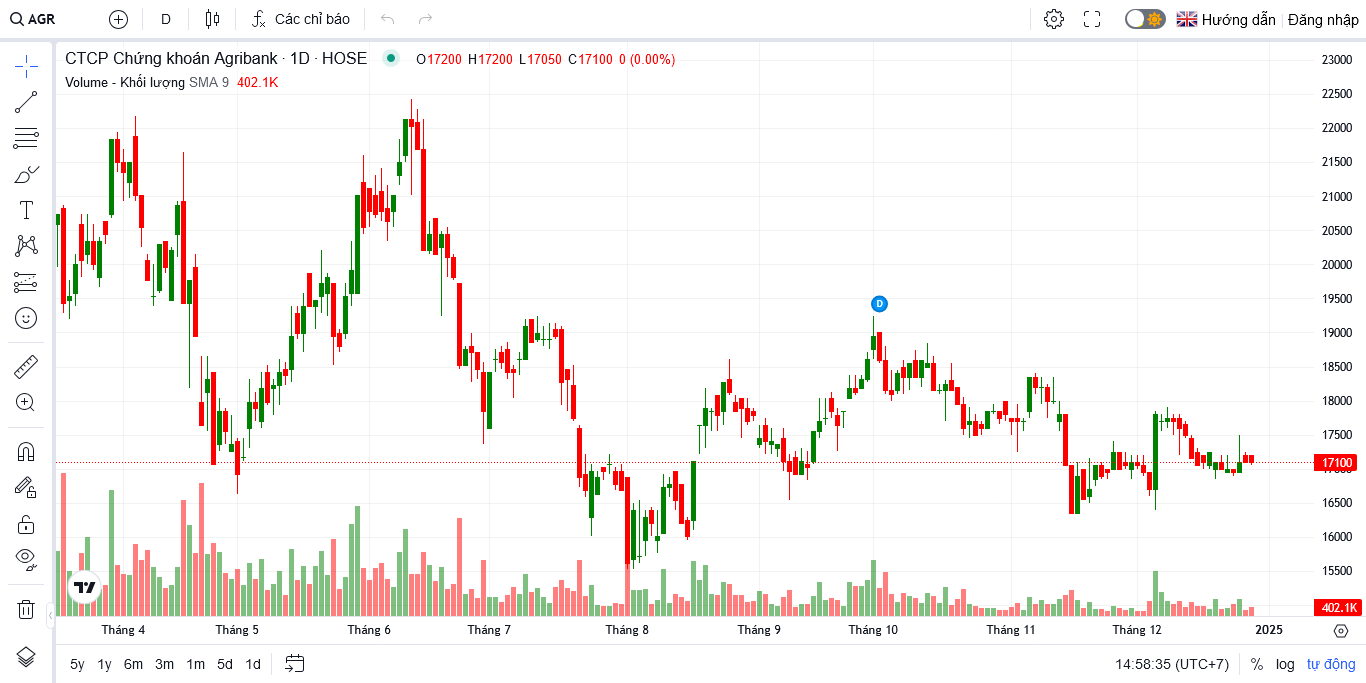 AGR D Các chỉ báo Hướng dẫn Đăng nhập
CTCP Chứng khoán Agribank · 1D · HOSE O17200 H17200 L17050 C17100 0 (0.00%)
Volume - Khối lượng SMA 9 402.1K
23000
22500
22000
21500
21000
20500
20000
19500
19000
18500
18000
17500
17100
17000
16500
16000
15500
402.1K
D
Tháng 4 Tháng 5 Tháng 6 Tháng 7 Tháng 8 Tháng 9 Tháng 10 Tháng 11 Tháng 12 2025
5y 1y 6m 3m 1m 5d 1d 14:58:35 (UTC+7) % log tự động